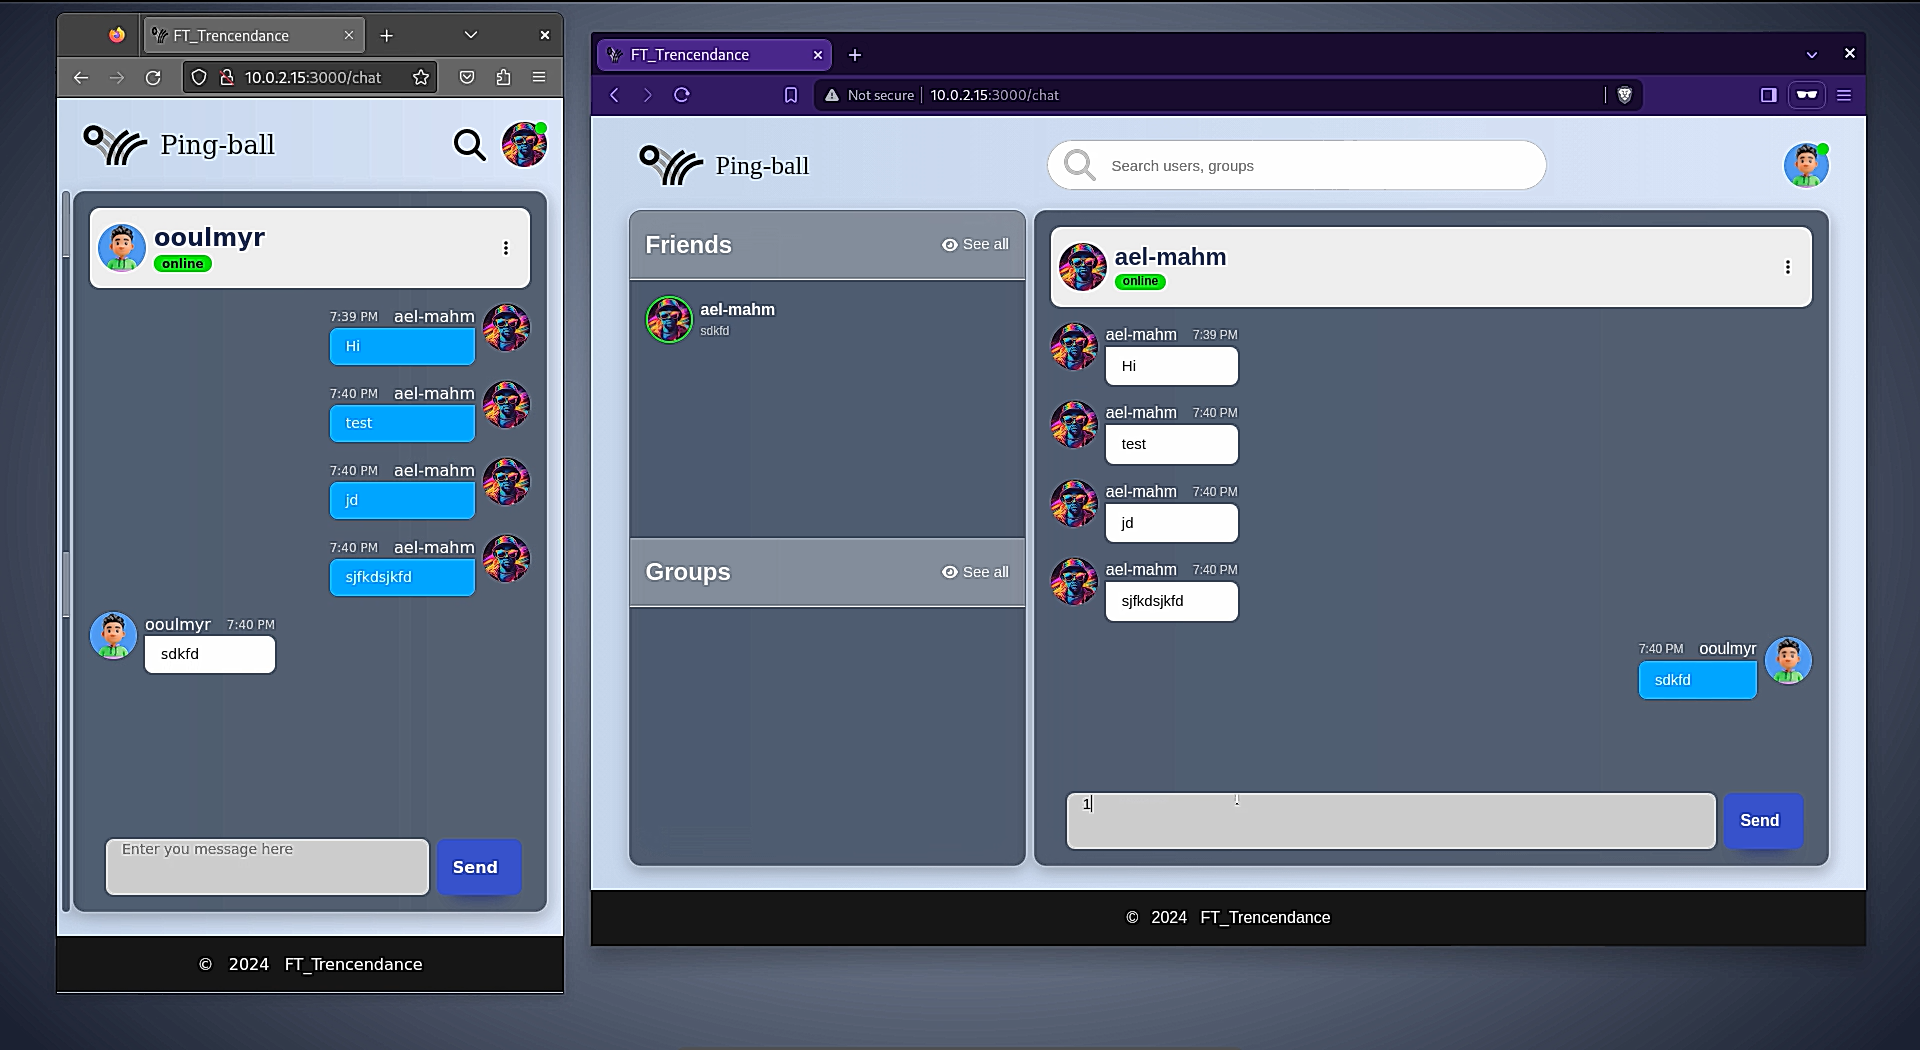 FT_Trencendance
10.0.2.15:3000/chat
Ping-ball
ooulmyr
online
7:39 PM ael-mahm
Hi
7:40 PM ael-mahm
test
7:40 PM ael-mahm
jd
7:40 PM ael-mahm
sjfkdsjkfd
ooulmyr 7:40 PM
sdkfd
Enter you message here
Send
© 2024 FT_Trencendance
FT_Trencendance
Not secure 10.0.2.15:3000/chat
Ping-ball
Search users, groups
Friends
See all
ael-mahm
sdkfd
Groups
See all
ael-mahm
online
ael-mahm 7:39 PM
Hi
ael-mahm 7:40 PM
test
ael-mahm 7:40 PM
jd
ael-mahm 7:40 PM
sjfkdsjkfd
7:40 PM ooulmyr
sdkfd
1
Send
© 2024 FT_Trencendance